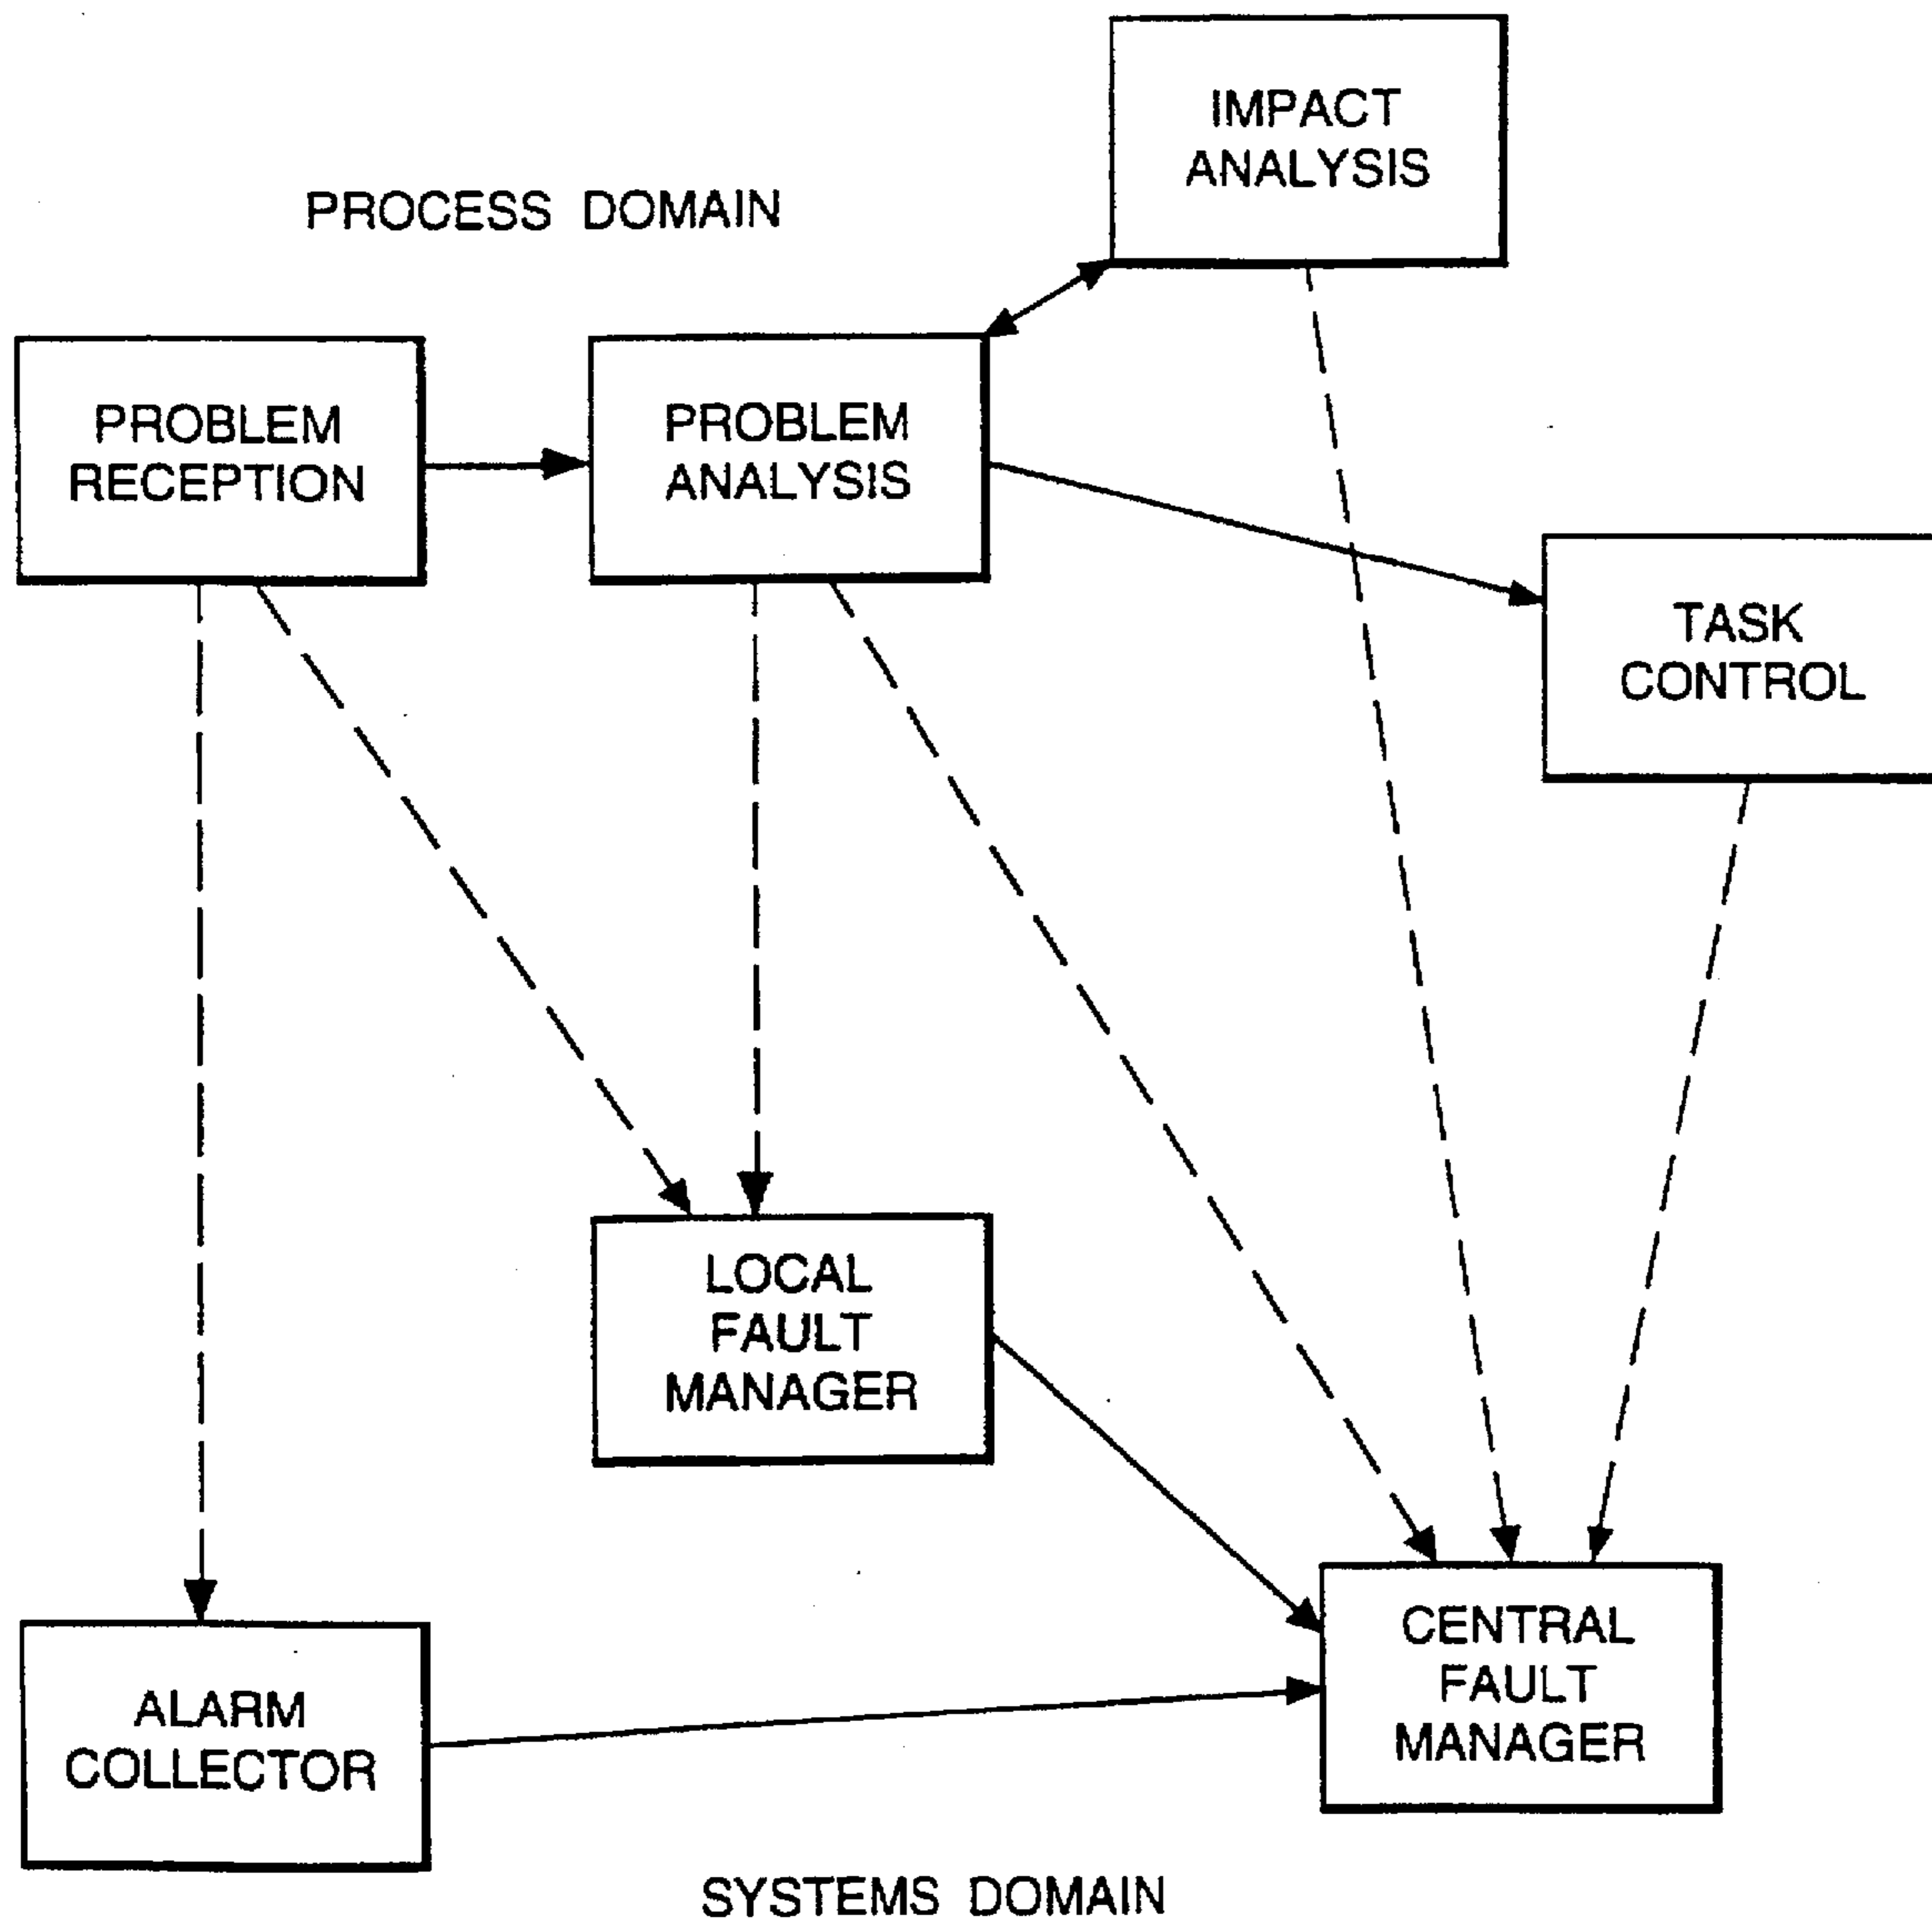 IMPACT
ANALYSIS
PROCESS DOMAIN
PROBLEM
RECEPTION
PROBLEM
ANALYSIS
TASK
CONTROL
LOCAL
FAULT
MANAGER
CENTRAL
FAULT
MANAGER
ALARM
COLLECTOR
SYSTEMS DOMAIN